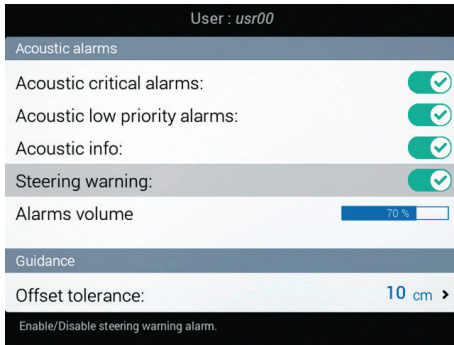 User : usr00
Acoustic alarms
Acoustic critical alarms:
Acoustic low priority alarms:
Acoustic info:
Steering warning:
Alarms volume 70 %
Guidance
Offset tolerance: 10 cm >
Enable/Disable steering warning alarm.